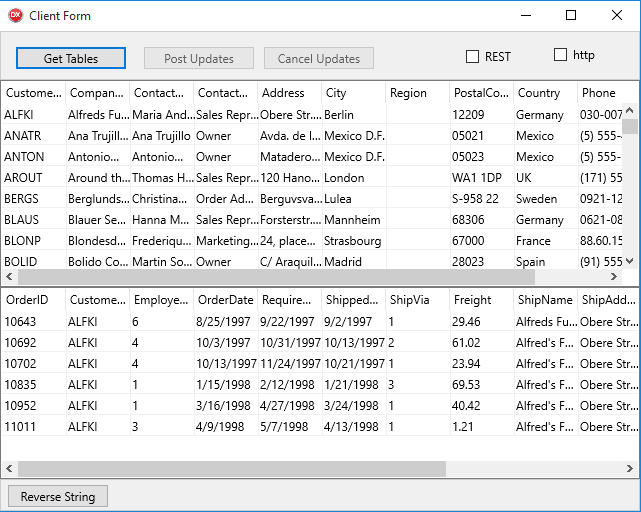 DX Client Form
Get Tables Post Updates Cancel Updates REST http
Custome... Compan... Contact... Contact... Address City Region PostalCo... Country Phone
ALFKI Alfreds Fu... Maria And... Sales Repr... Obere Str... Berlin 12209 Germany 030-007
ANATR Ana Trujill... Ana Trujillo Owner Avda. de l... Mexico D.F. 05021 Mexico (5) 555-
ANTON Antonio... Antonio... Owner Matadero... Mexico D.F. 05023 Mexico (5) 555-
AROUT Around th... Thomas H... Sales Repr... 120 Hano... London WA1 1DP UK (171) 55
BERGS Berglunds... Christina... Order Ad... Berguvsva... Lulea S-958 22 Sweden 0921-12
BLAUS Blauer Se... Hanna M... Sales Repr... Forsterstr... Mannheim 68306 Germany 0621-08
BLONP Blondesd... Frederiqu... Marketing... 24, place... Strasbourg 67000 France 88.60.15
BOLID Bolido Co... Martin So... Owner C/ Araquil... Madrid 28023 Spain (91) 555
OrderID Custome... Employe... OrderDate Require... Shipped... ShipVia Freight ShipName ShipAdd...
10643 ALFKI 6 8/25/1997 9/22/1997 9/2/1997 1 29.46 Alfreds Fu... Obere Str...
10692 ALFKI 4 10/3/1997 10/31/1997 10/13/1997 2 61.02 Alfred's F... Obere Str...
10702 ALFKI 4 10/13/1997 11/24/1997 10/21/1997 1 23.94 Alfred's F... Obere Str...
10835 ALFKI 1 1/15/1998 2/12/1998 1/21/1998 3 69.53 Alfred's F... Obere Str...
10952 ALFKI 1 3/16/1998 4/27/1998 3/24/1998 1 40.42 Alfred's F... Obere Str...
11011 ALFKI 3 4/9/1998 5/7/1998 4/13/1998 1 1.21 Alfred's F... Obere Str...
Reverse String